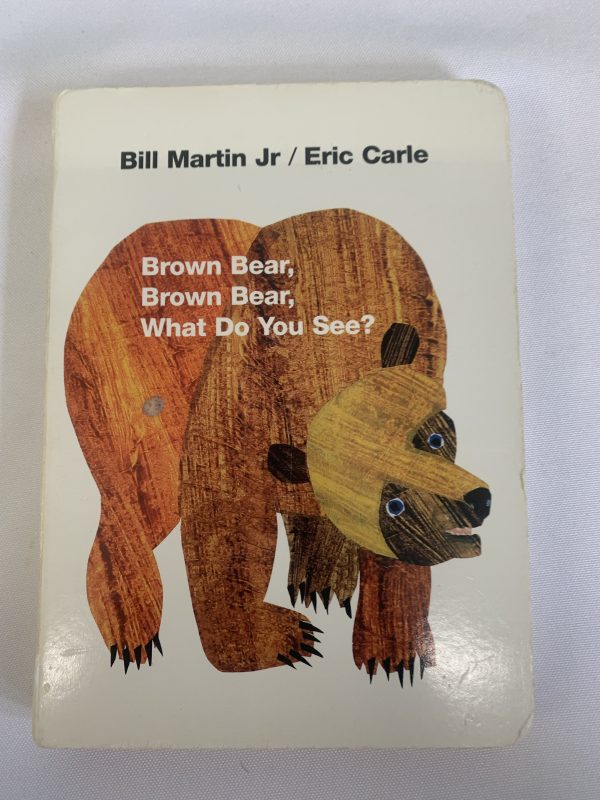 Bill Martin Jr / Eric Carle
Brown Bear,
Brown Bear,
What Do You See?